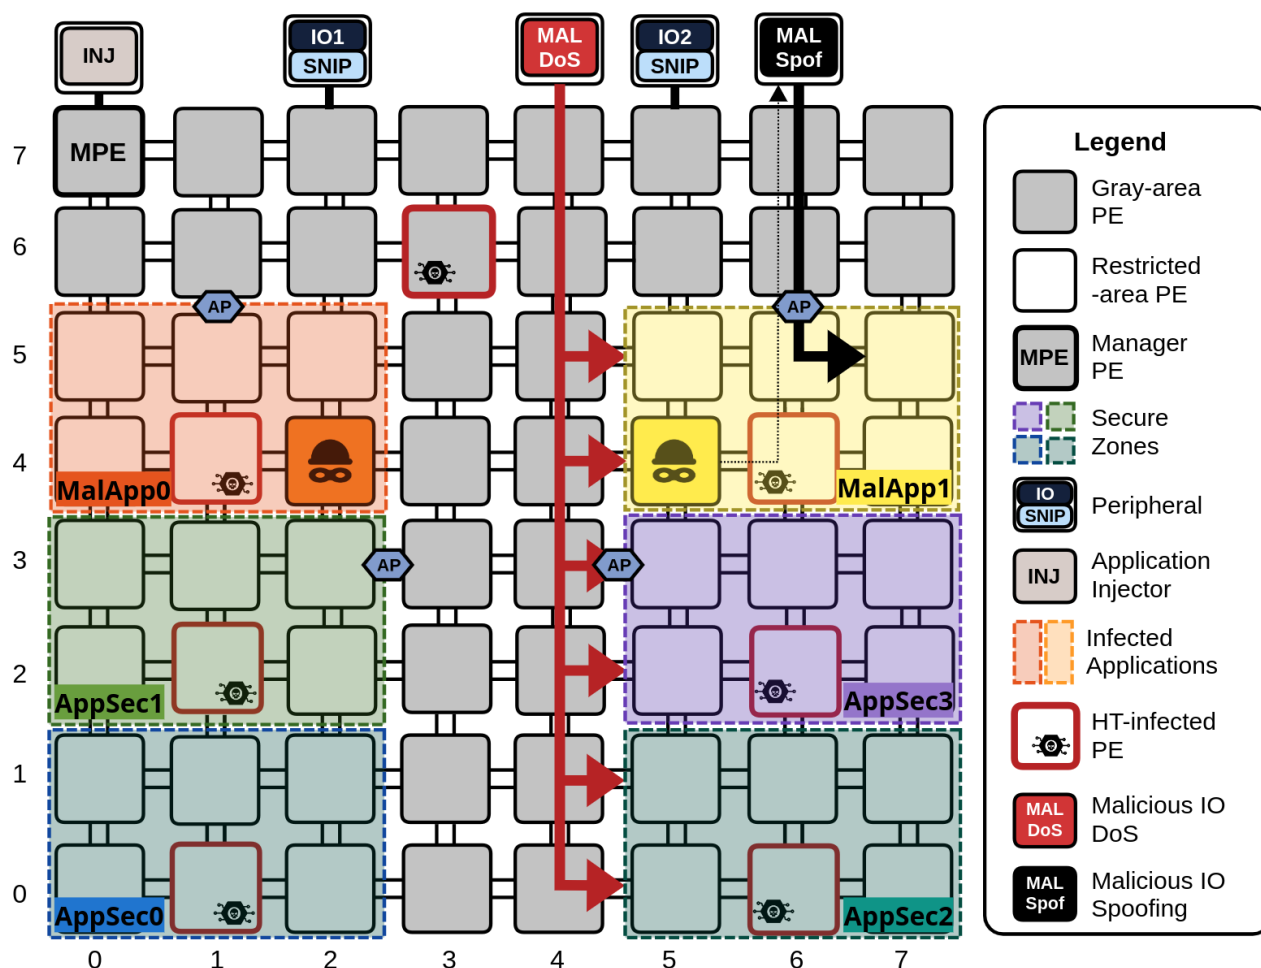 INJ
IO1
SNIP
MAL
DoS
IO2
SNIP
MAL
Spof
7
MPE
6
AP
AP
5
4
MalApp0
MalApp1
3
AP
AP
2
AppSec1
AppSec3
1
0
AppSec0
AppSec2
0 1 2 3 4 5 6 7
Legend
Gray-area
PE
Restricted
-area PE
MPE
Manager
PE
Secure
Zones
IO
SNIP
Peripheral
INJ
Application
Injector
Infected
Applications
HT-infected
PE
MAL
DoS
Malicious IO
DoS
MAL
Spof
Malicious IO
Spoofing